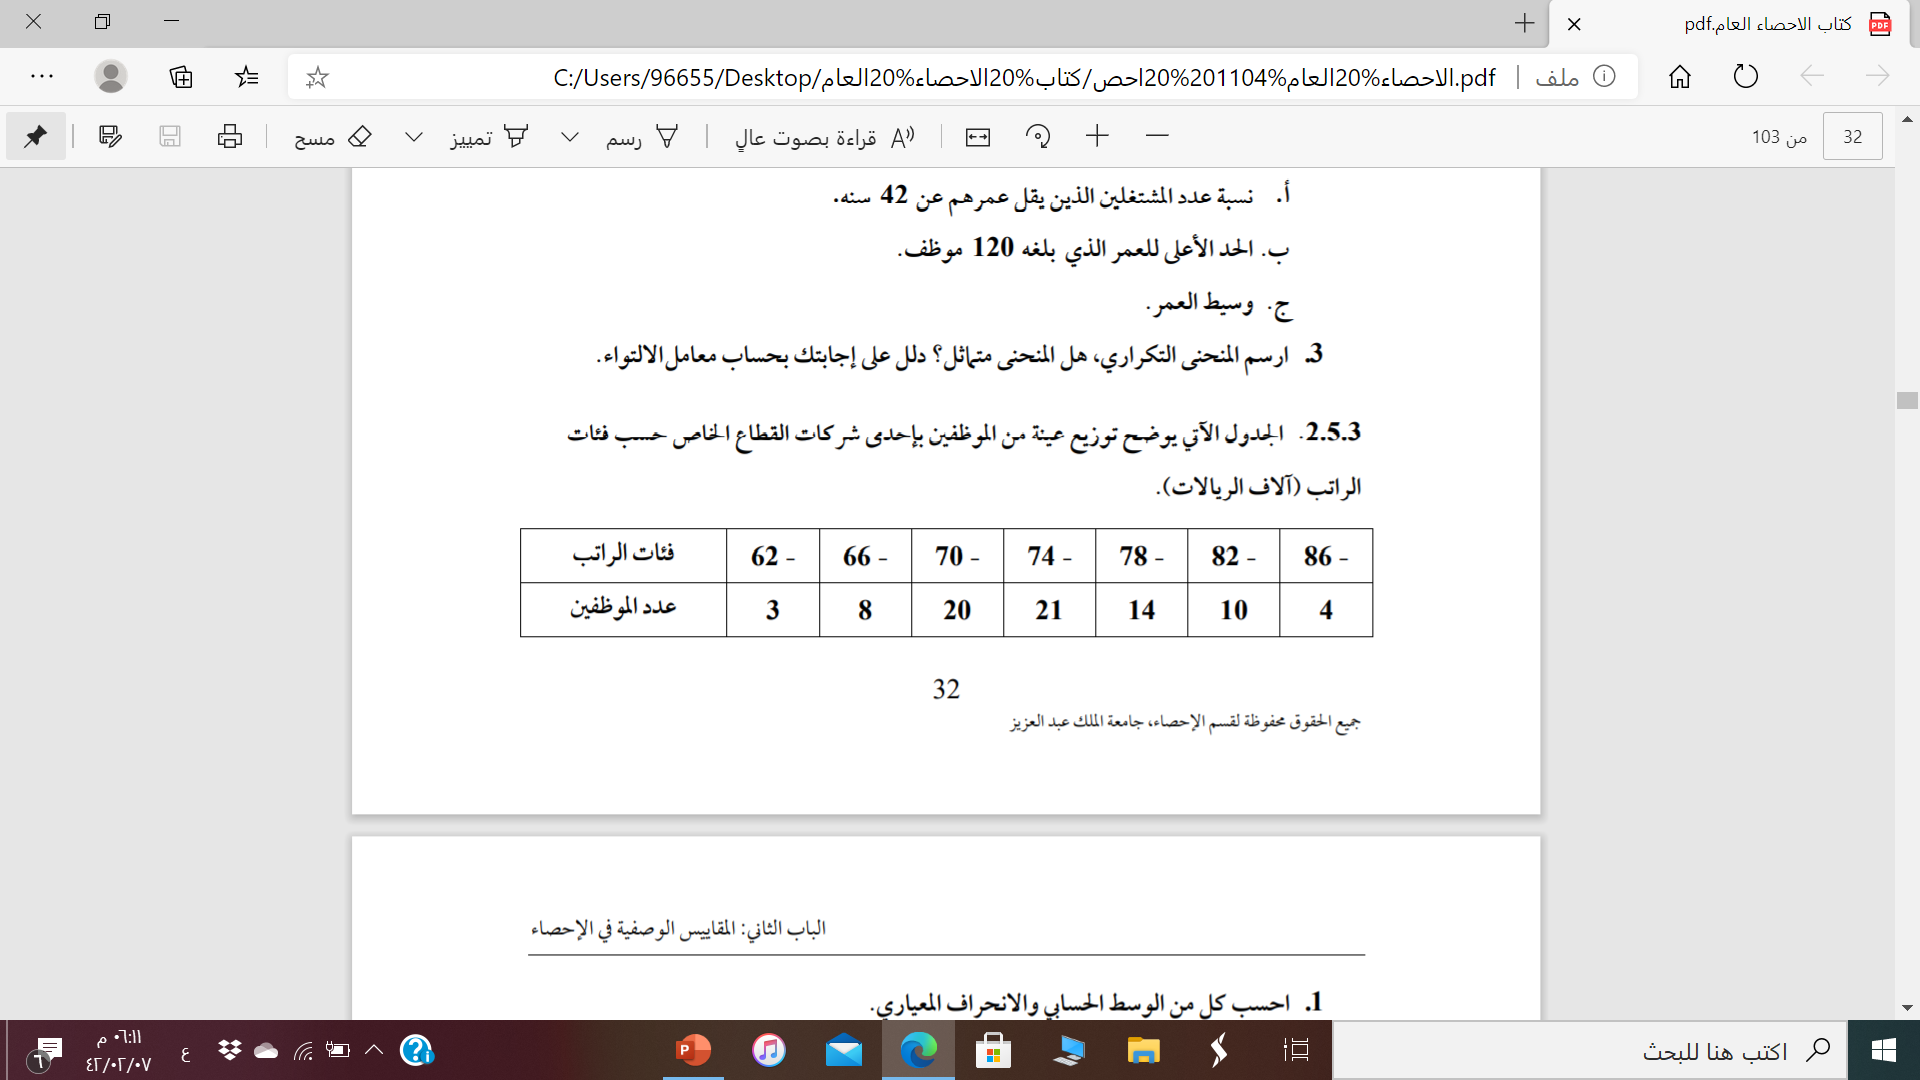 كتاب الاحصاء العام.pdf
ملف
C:/Users/96655/Desktop/كتاب%20الاحصاء%20العام/احص%201104%20الاحصاء%20العام.pdf
32
من 103
قراءة بصوت عالٍ
رسم
تمييز
مسح
أ. نسبة عدد المشتغلين الذين يقل عمرهم عن 42 سنه.
ب. الحد الأعلى للعمر الذي بلغه 120 موظف.
ج. وسيط العمر.
3. ارسم المنحنى التكراري، هل المنحنى متماثل؟ دلل على إجابتك بحساب معامل الالتواء.
2.5.3. الجدول الآتي يوضح توزيع عينة من الموظفين بإحدى شركات القطاع الخاص حسب فئات
الراتب (آلاف الريالات).
فئات الراتب 62 - 66 - 70 - 74 - 78 - 82 - 86 -
عدد الموظفين 3 8 20 21 14 10 4
32
جميع الحقوق محفوظة لقسم الإحصاء، جامعة الملك عبد العزيز
الباب الثاني: المقاييس الوصفية في الإحصاء
1. احسب كل من الوسط الحسابي والانحراف المعياري.
اكتب هنا للبحث
ع
٠٦:١١ م
٤٢/٠٢/٠٧
٦